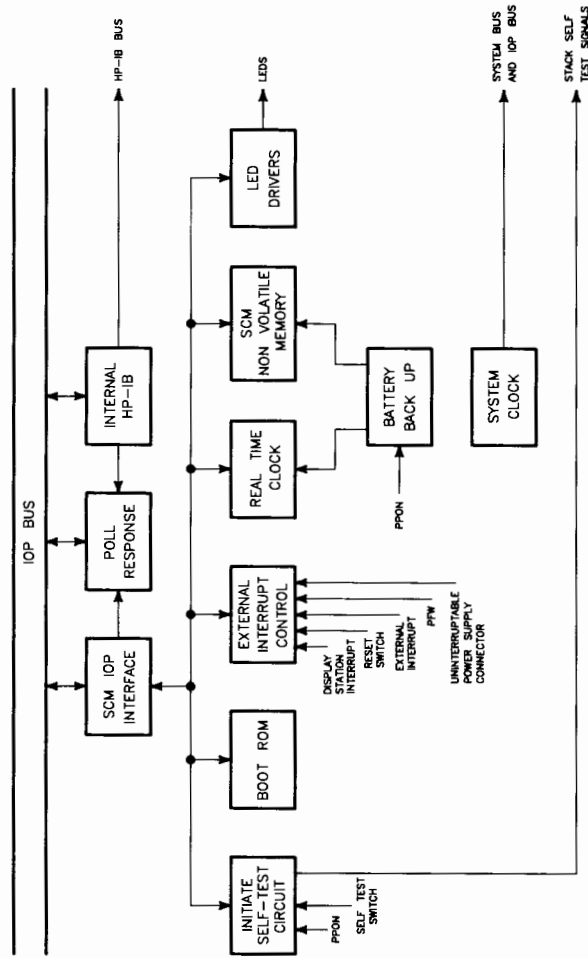 IOP BUS
SCM IOP
INTERFACE
POLL
RESPONSE
INTERNAL
HP-IB
HP-IB BUS
INITIATE
SELF-TEST
CIRCUIT
BOOT ROM
EXTERNAL
INTERRUPT
CONTROL
REAL TIME
CLOCK
SCM
NON VOLATILE
MEMORY
LED
DRIVERS
LEDS
PPON
SELF TEST
SWITCH
DISPLAY
STATION
INTERRUPT
RESET
SWITCH
EXTERNAL
INTERRUPT
PFW
UNINTERRUPTABLE
POWER SUPPLY
CONNECTOR
PPON
BATTERY
BACK UP
SYSTEM
CLOCK
SYSTEM BUS
AND IOP BUS
STACK SELF
TEST SIGNALS